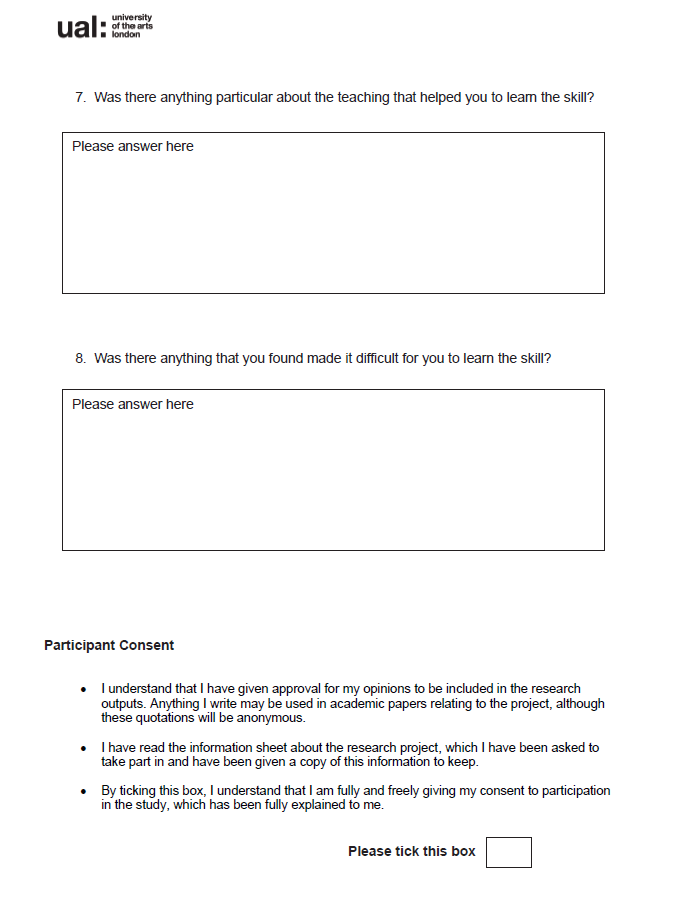 ual: university
of the arts
london
7. Was there anything particular about the teaching that helped you to learn the skill?
Please answer here
8. Was there anything that you found made it difficult for you to learn the skill?
Please answer here
Participant Consent
• I understand that I have given approval for my opinions to be included in the research
outputs. Anything I write may be used in academic papers relating to the project, although
these quotations will be anonymous.
• I have read the information sheet about the research project, which I have been asked to
take part in and have been given a copy of this information to keep.
• By ticking this box, I understand that I am fully and freely giving my consent to participation
in the study, which has been fully explained to me.
Please tick this box